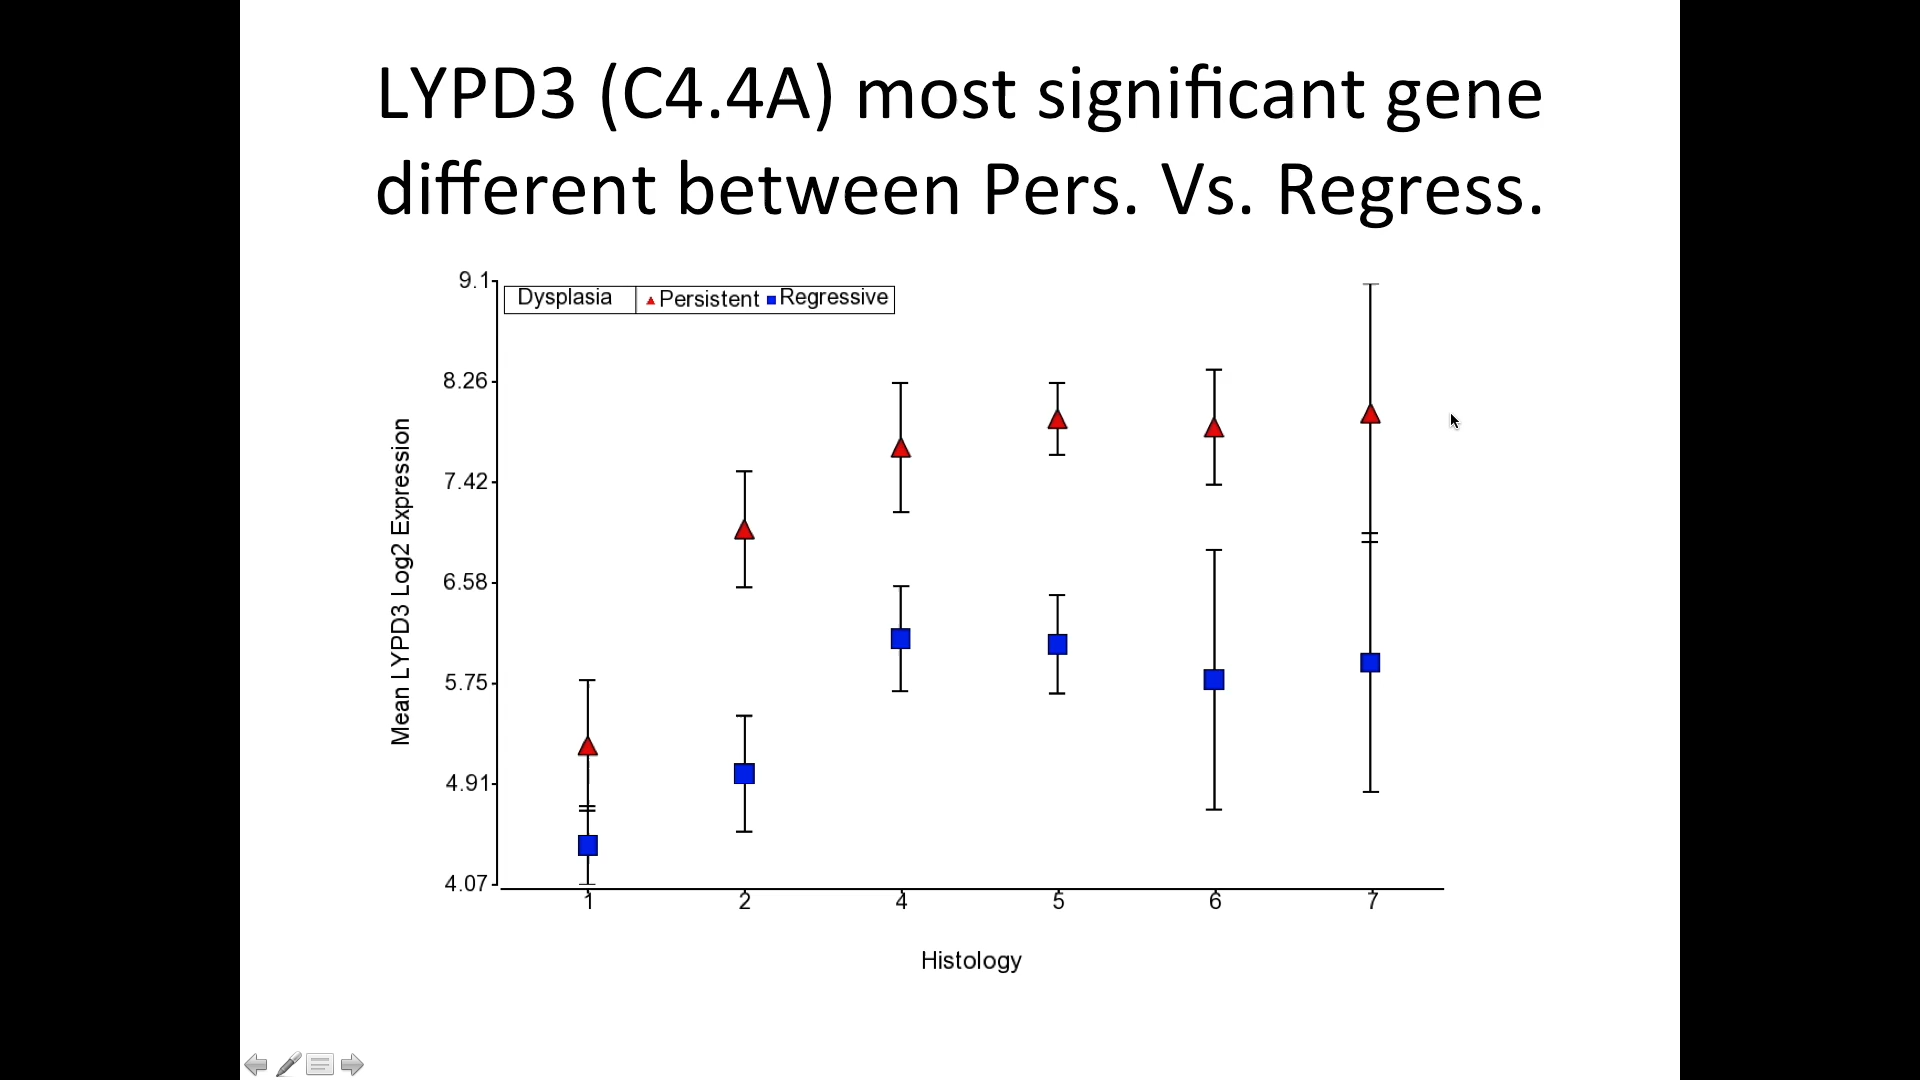 LYPD3 (C4.4A) most significant gene
different between Pers. Vs. Regress.
Dysplasia Persistent Regressive
9.1
8.26
7.42
6.58
5.75
4.91
4.07
Mean LYPD3 Log2 Expression
1 2 4 5 6 7
Histology